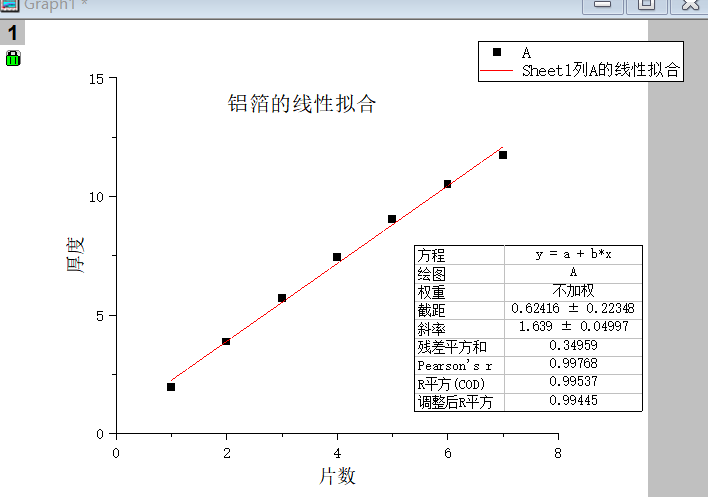 Graph1 *
1
A
Sheet1列A的线性拟合
铝箔的线性拟合
15
10
5
0
厚度
0 2 4 6 8
片数
方程 y = a + b*x
绘图 A
权重 不加权
截距 0.62416 ± 0.22348
斜率 1.639 ± 0.04997
残差平方和 0.34959
Pearson's r 0.99768
R平方(COD) 0.99537
调整后R平方 0.99445